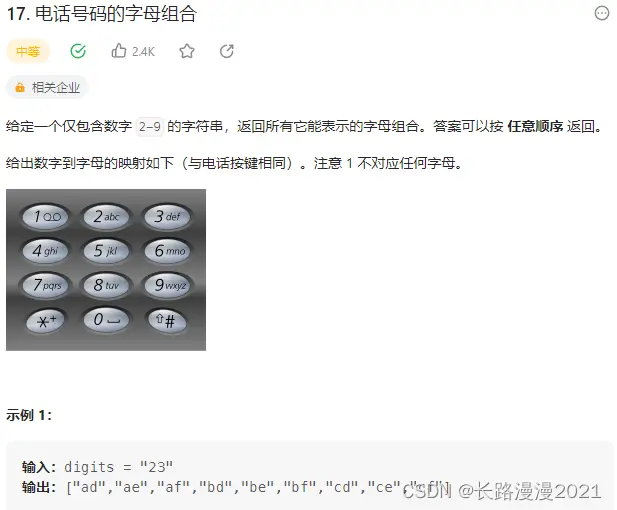 17. 电话号码的字母组合
中等
2.4K
相关企业
给定一个仅包含数字 2-9 的字符串，返回所有它能表示的字母组合。答案可以按 任意顺序 返回。
给出数字到字母的映射如下（与电话按键相同）。注意 1 不对应任何字母。
1 2 abc 3 def
4 ghi 5 jkl 6 mno
7 pqrs 8 tuv 9 wxyz
*+ 0 #
示例 1：
输入：digits = "23"
输出：["ad","ae","af","bd","be","bf","cd","ce","cf"]
CSDN @长路漫漫2021